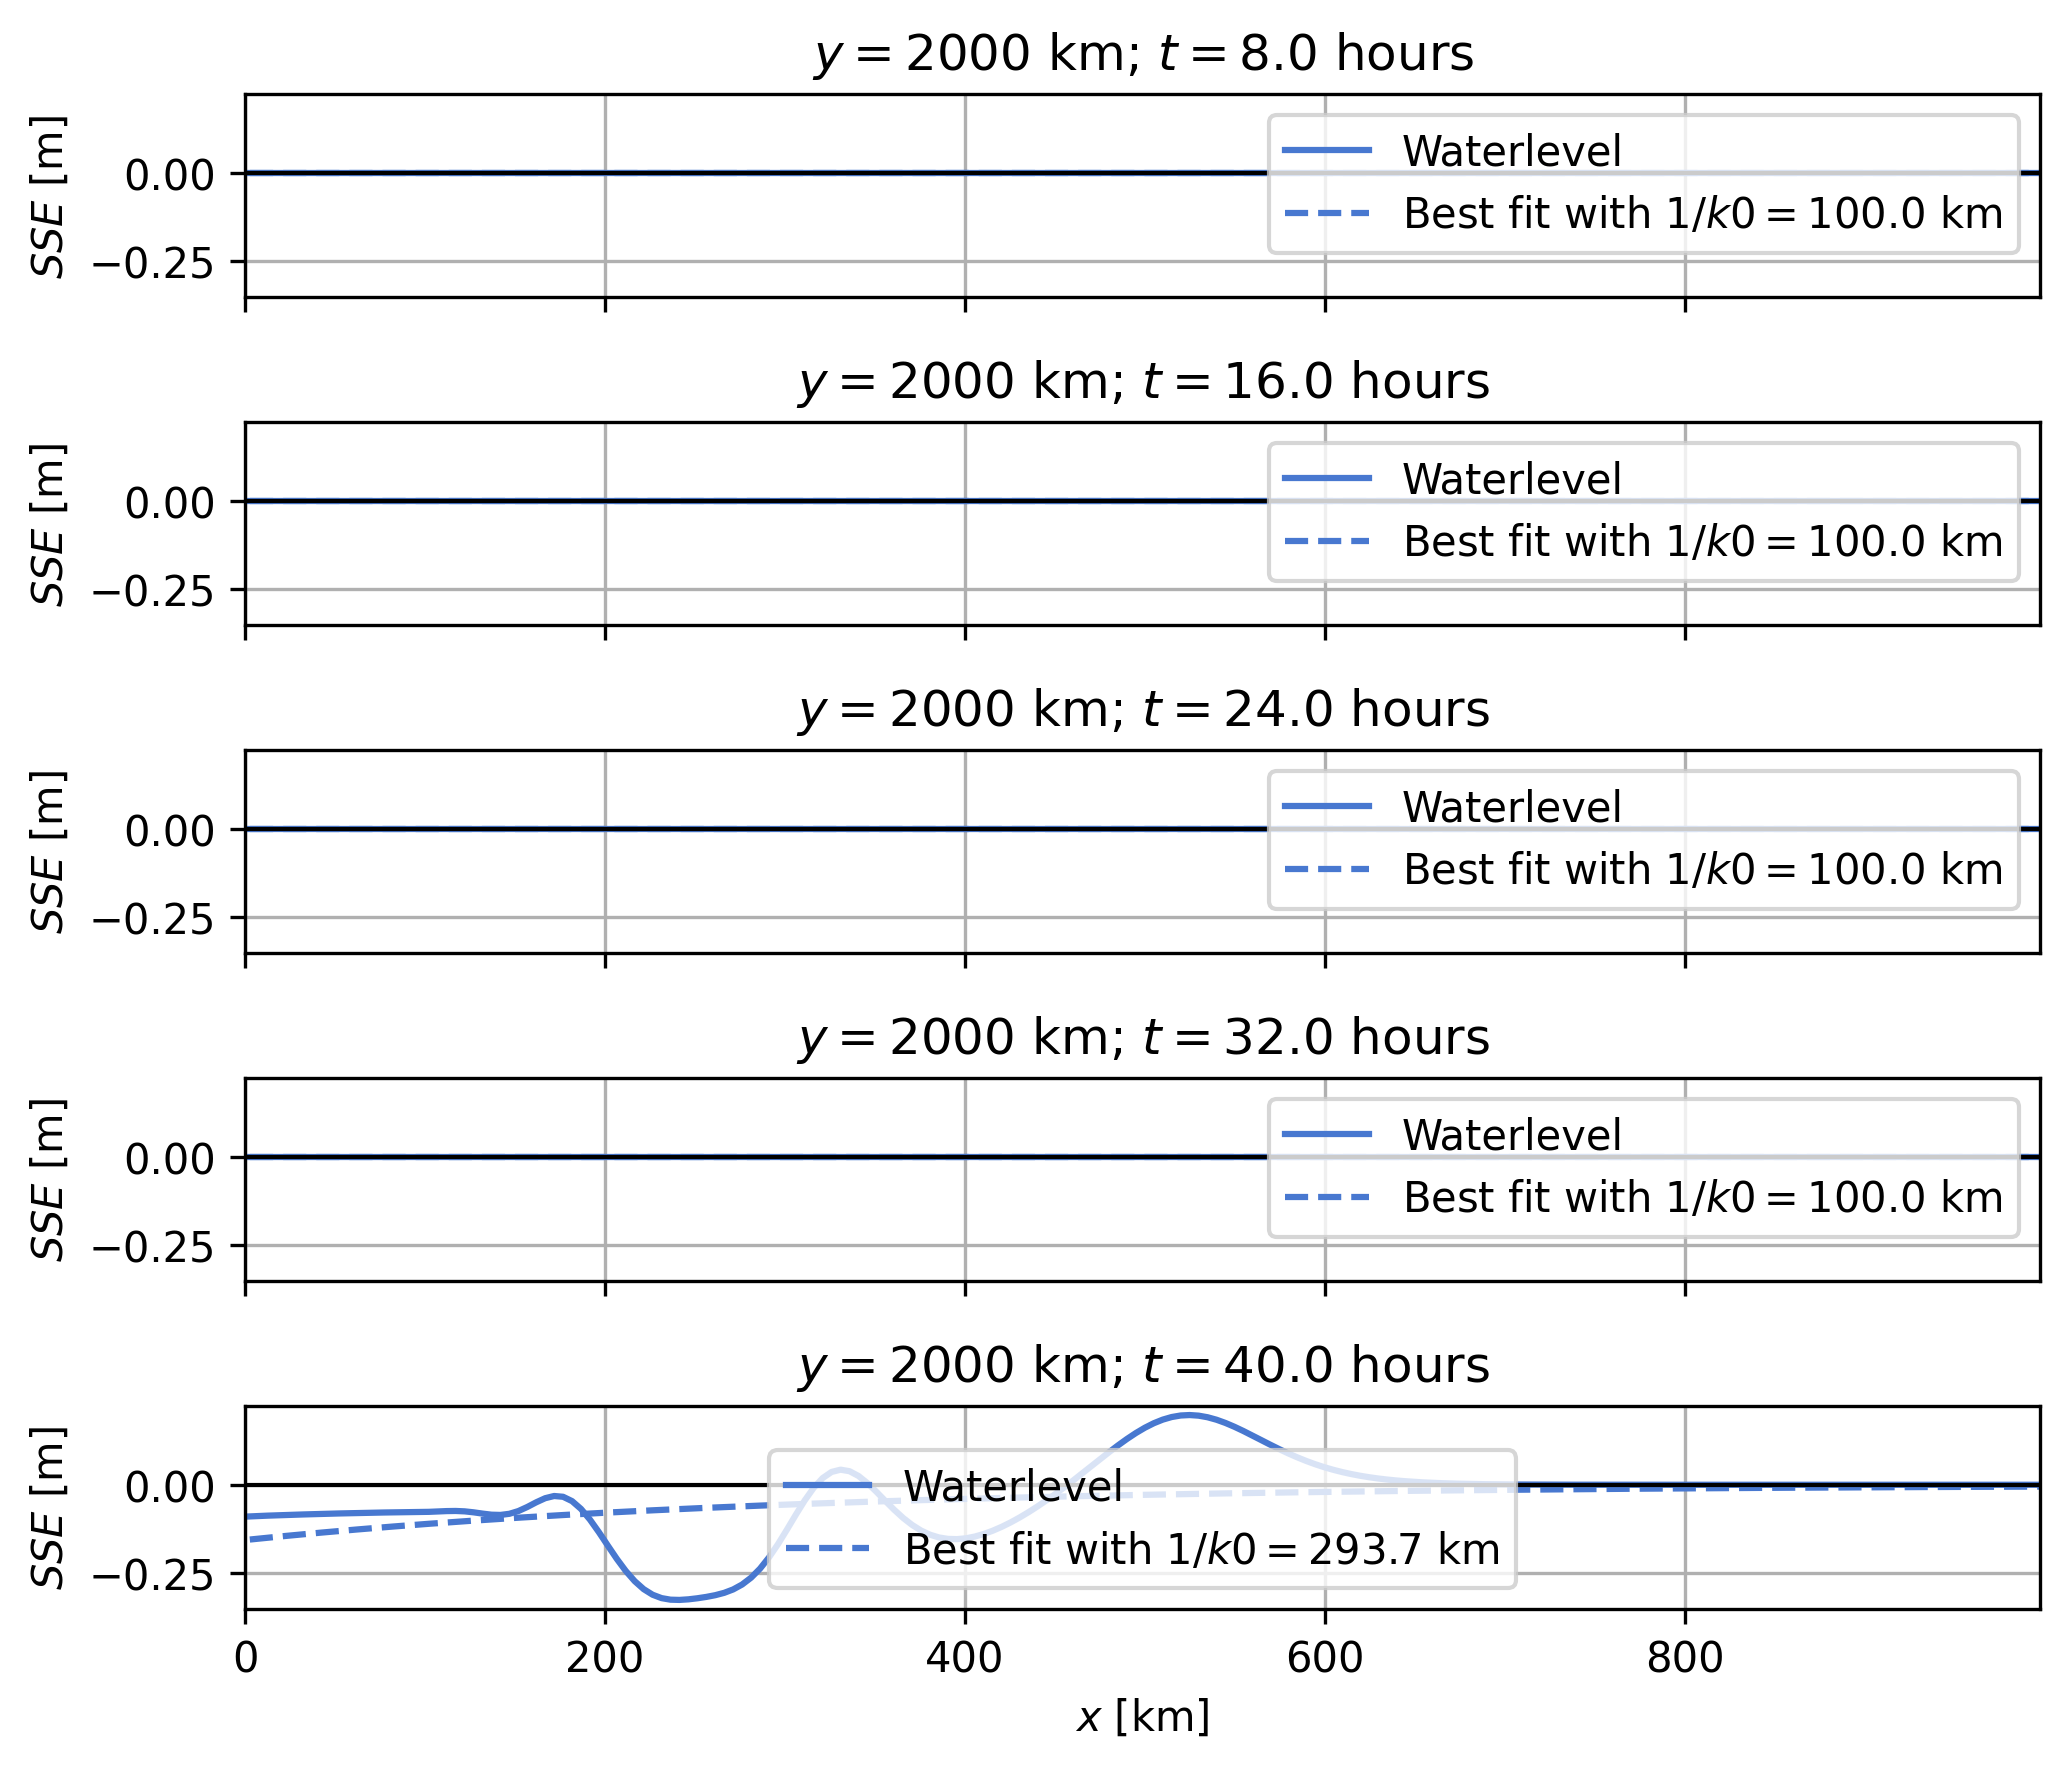 y = 2000 km; t = 8.0 hours
SSE [m]
0.00
−0.25
Waterlevel
Best fit with 1/k0 = 100.0 km
y = 2000 km; t = 16.0 hours
SSE [m]
0.00
−0.25
Waterlevel
Best fit with 1/k0 = 100.0 km
y = 2000 km; t = 24.0 hours
SSE [m]
0.00
−0.25
Waterlevel
Best fit with 1/k0 = 100.0 km
y = 2000 km; t = 32.0 hours
SSE [m]
0.00
−0.25
Waterlevel
Best fit with 1/k0 = 100.0 km
y = 2000 km; t = 40.0 hours
SSE [m]
0.00
−0.25
Waterlevel
Best fit with 1/k0 = 293.7 km
0 200 400 600 800
x [km]